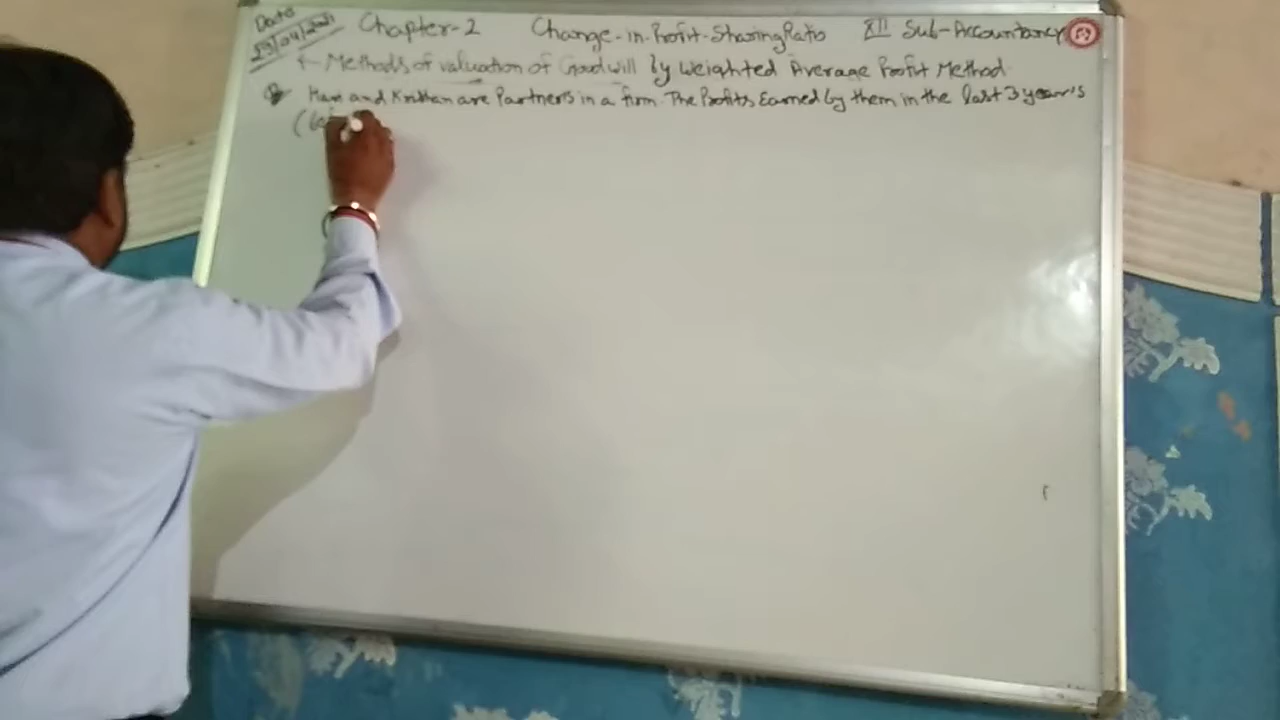 Date
23/04/2021
Chapter-2 Change-in-Profit-Sharing Ratio XII Sub-Accountancy
Methods of valuation of Goodwill by Weighted Average Profit Method
and Krishan are Partners in a firm. The Profits Earned by them in the last 3 year's